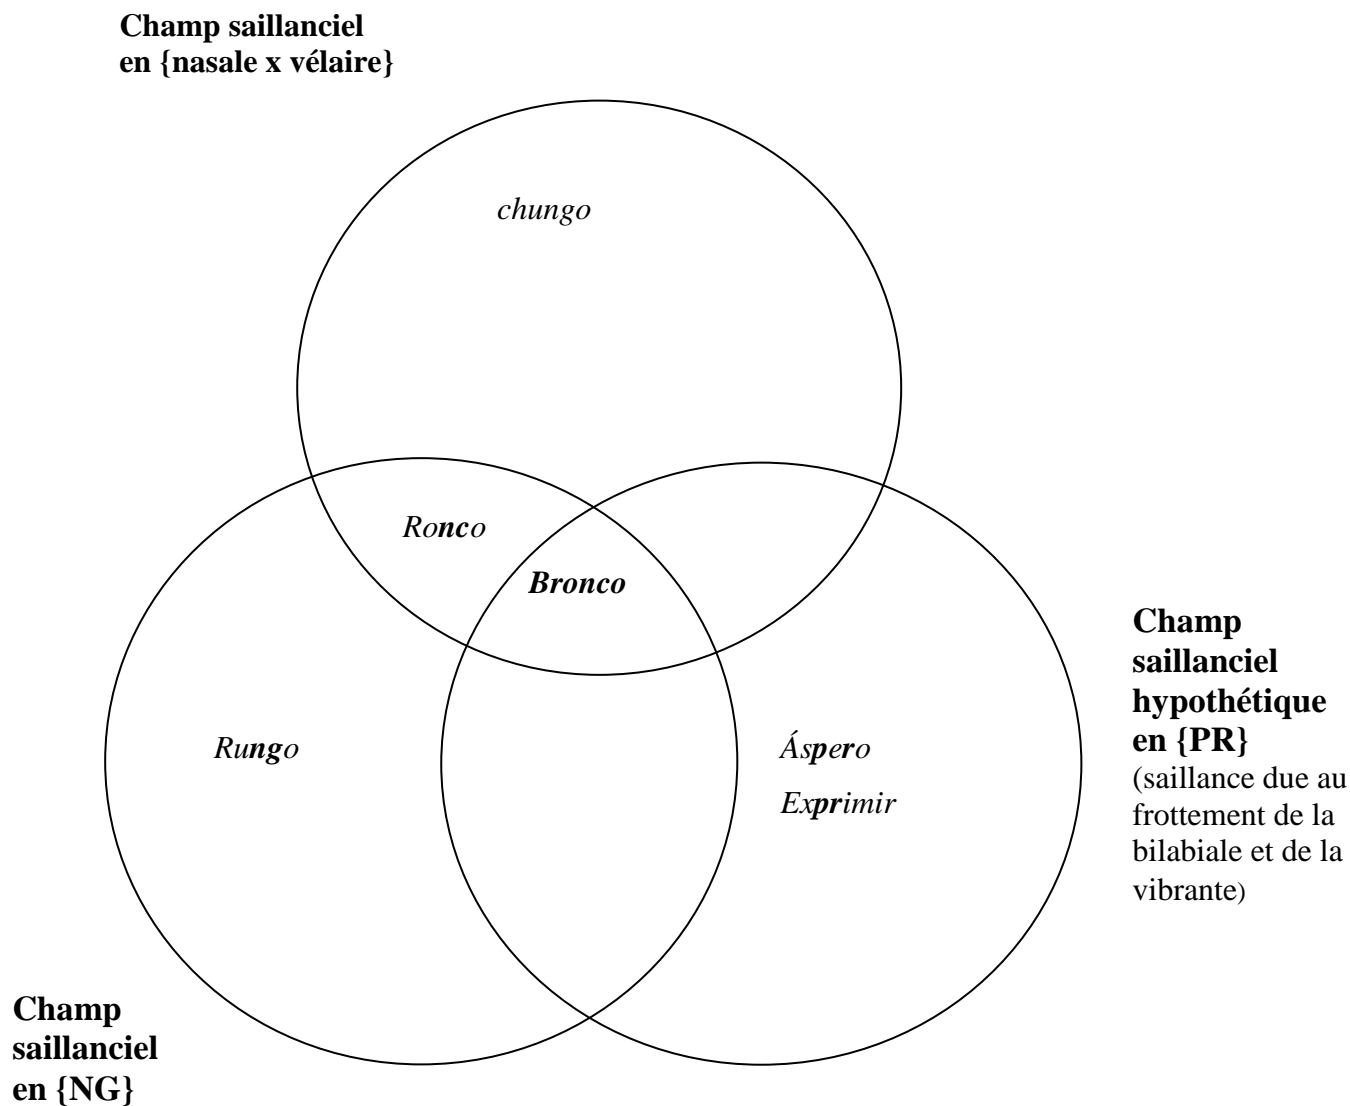 Champ saillanciel
en {nasale x vélaire}
chungo
Ronco
Bronco
Rungo
Áspero
Exprimir
Champ
saillanciel
hypothétique
en {PR}
(saillance due au
frottement de la
bilabiale et de la
vibrante)
Champ
saillanciel
en {NG}